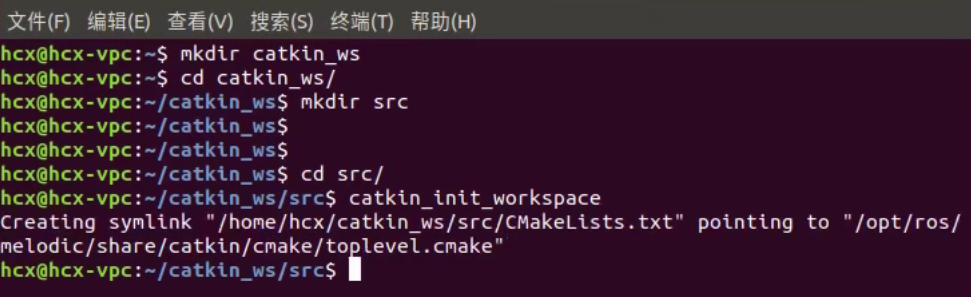 文件(F) 编辑(E) 查看(V) 搜索(S) 终端(T) 帮助(H)
hcx@hcx-vpc:~$ mkdir catkin_ws
hcx@hcx-vpc:~$ cd catkin_ws/
hcx@hcx-vpc:~/catkin_ws$ mkdir src
hcx@hcx-vpc:~/catkin_ws$
hcx@hcx-vpc:~/catkin_ws$
hcx@hcx-vpc:~/catkin_ws$ cd src/
hcx@hcx-vpc:~/catkin_ws/src$ catkin_init_workspace
Creating symlink "/home/hcx/catkin_ws/src/CMakeLists.txt" pointing to "/opt/ros/
melodic/share/catkin/cmake/toplevel.cmake"
hcx@hcx-vpc:~/catkin_ws/src$